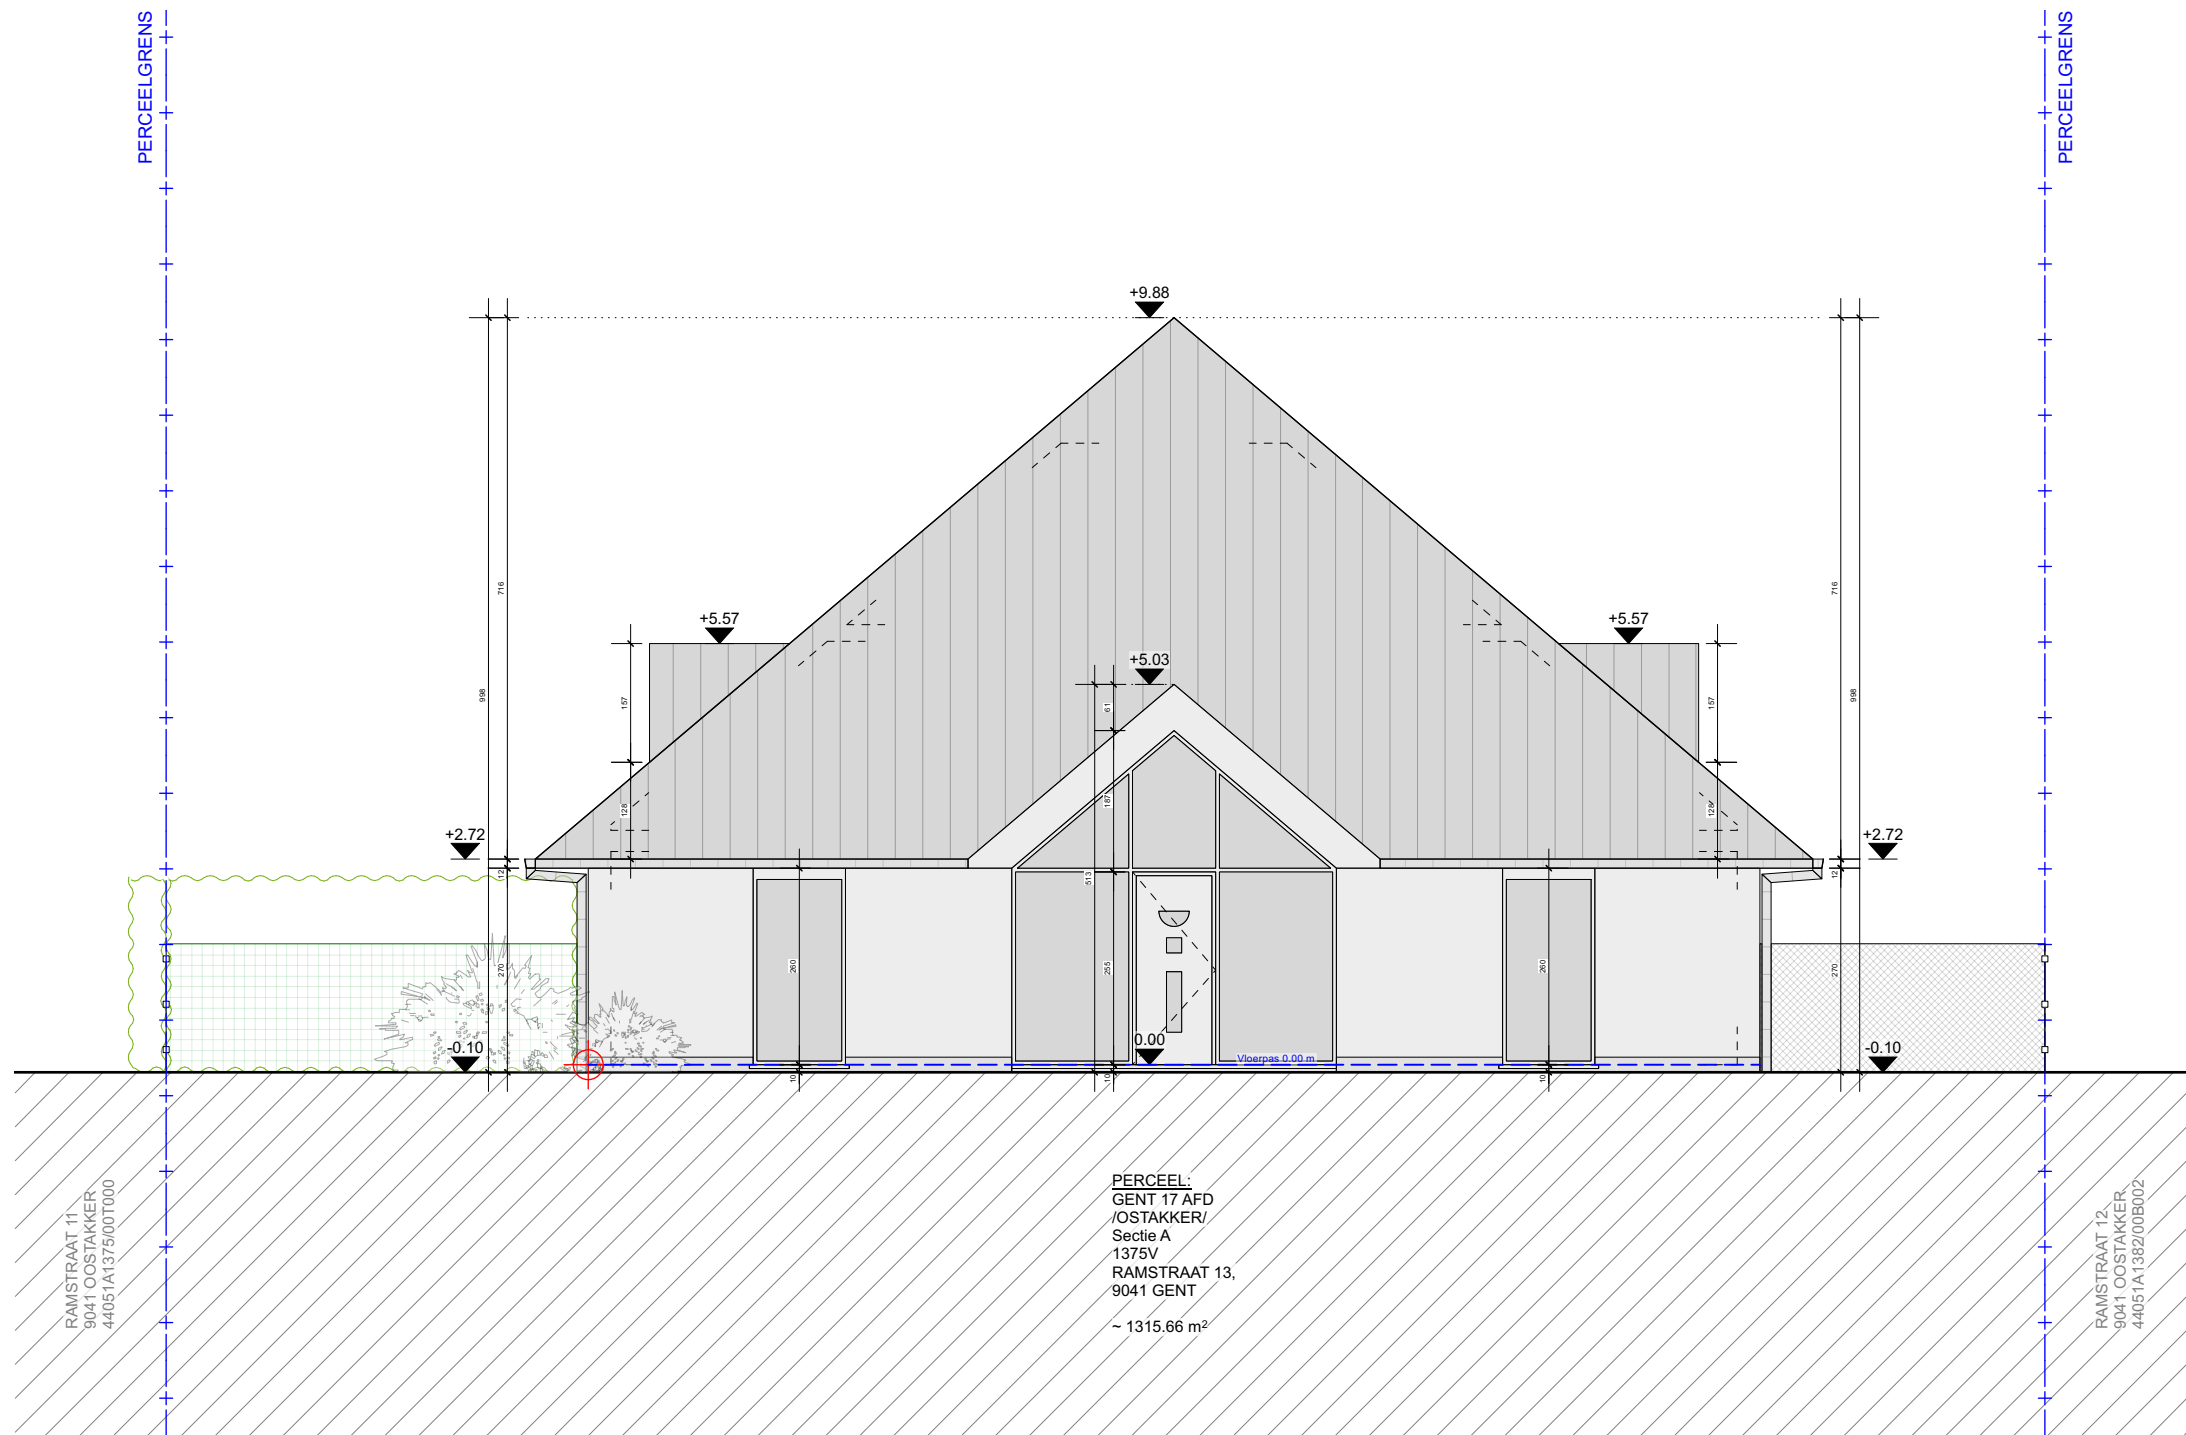 PERCEELGRENS
PERCEELGRENS
+9.88
716
716
998
998
+5.57
+5.57
157
157
+5.03
61
128
128
187
+2.72
+2.72
12
12
513
270
260
255
260
270
-0.10
0.00
Vloerpas 0.00 m
-0.10
10
10
10
RAMSTRAAT 11
9041 OOSTAKKER
44051A1375/00T000
PERCEEL:
GENT 17 AFD
/OSTAKKER/
Sectie A
1375V
RAMSTRAAT 13,
9041 GENT
~ 1315.66 m²
RAMSTRAAT 12
9041 OOSTAKKER
44051A1382/00B002